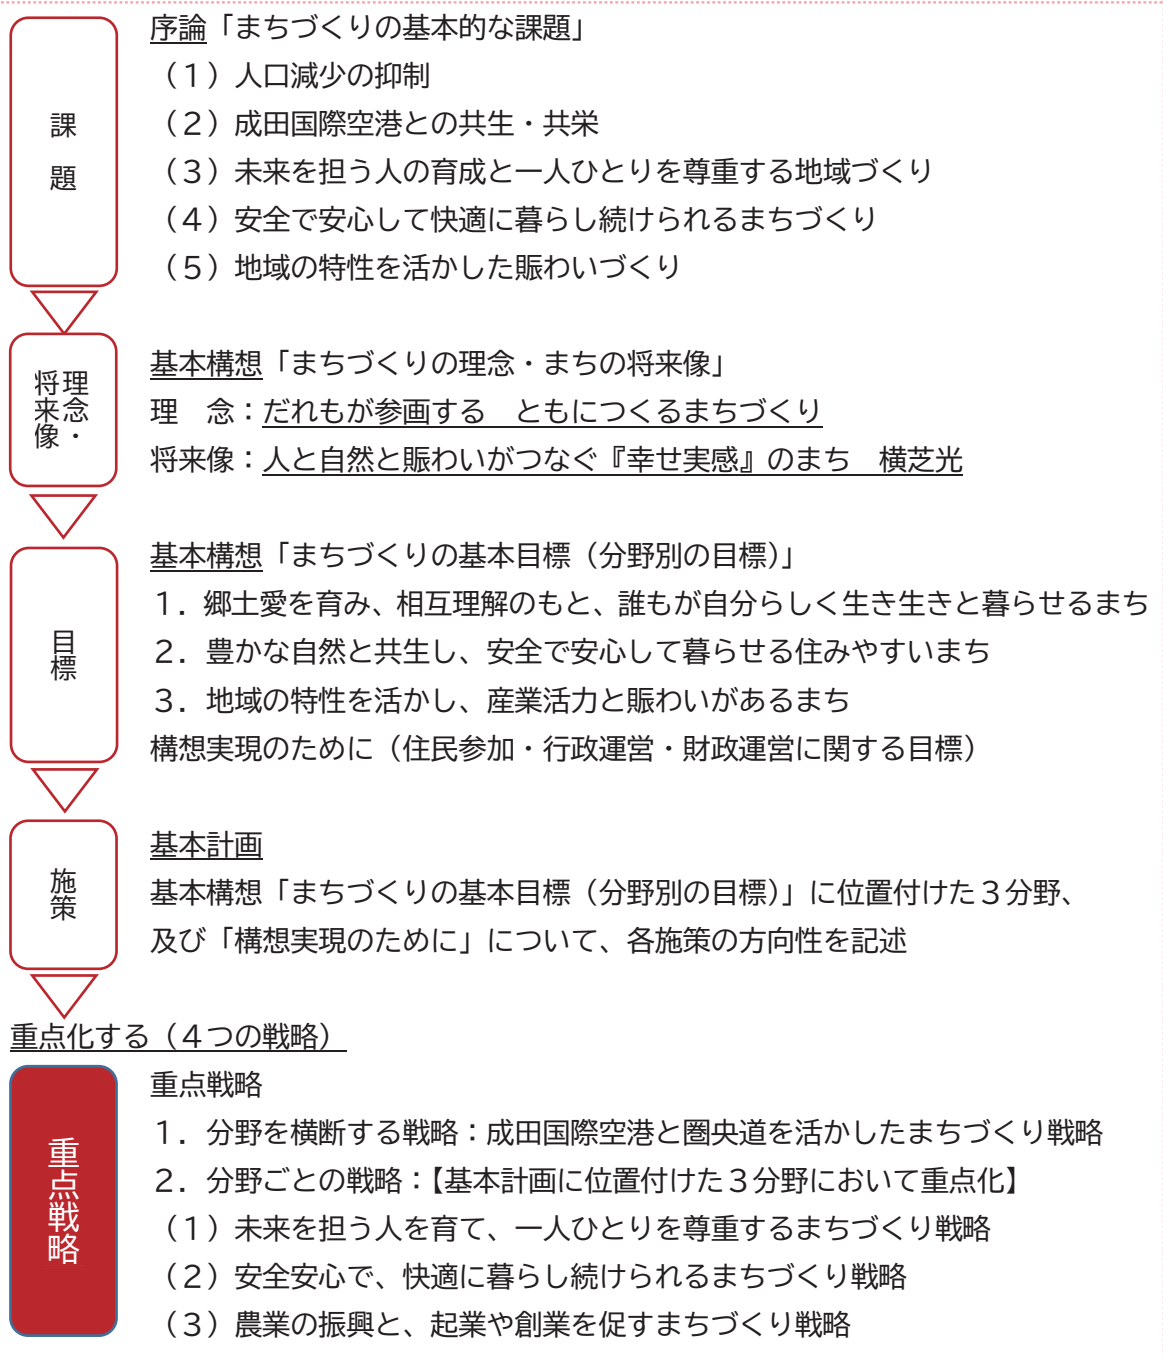 課題
序論「まちづくりの基本的な課題」
（１）人口減少の抑制
（２）成田国際空港との共生・共栄
（３）未来を担う人の育成と一人ひとりを尊重する地域づくり
（４）安全で安心して快適に暮らし続けられるまちづくり
（５）地域の特性を活かした賑わいづくり
理念・
将来像
基本構想「まちづくりの理念・まちの将来像」
理　念：だれもが参画する　ともにつくるまちづくり
将来像：人と自然と賑わいがつなぐ『幸せ実感』のまち　横芝光
目標
基本構想「まちづくりの基本目標（分野別の目標）」
１．郷土愛を育み、相互理解のもと、誰もが自分らしく生き生きと暮らせるまち
２．豊かな自然と共生し、安全で安心して暮らせる住みやすいまち
３．地域の特性を活かし、産業活力と賑わいがあるまち
構想実現のために（住民参加・行政運営・財政運営に関する目標）
施策
基本計画
基本構想「まちづくりの基本目標（分野別の目標）」に位置付けた３分野、
及び「構想実現のために」について、各施策の方向性を記述
重点化する（４つの戦略）
重点戦略
重点戦略
１．分野を横断する戦略：成田国際空港と圏央道を活かしたまちづくり戦略
２．分野ごとの戦略：【基本計画に位置付けた３分野において重点化】
（１）未来を担う人を育て、一人ひとりを尊重するまちづくり戦略
（２）安全安心で、快適に暮らし続けられるまちづくり戦略
（３）農業の振興と、起業や創業を促すまちづくり戦略